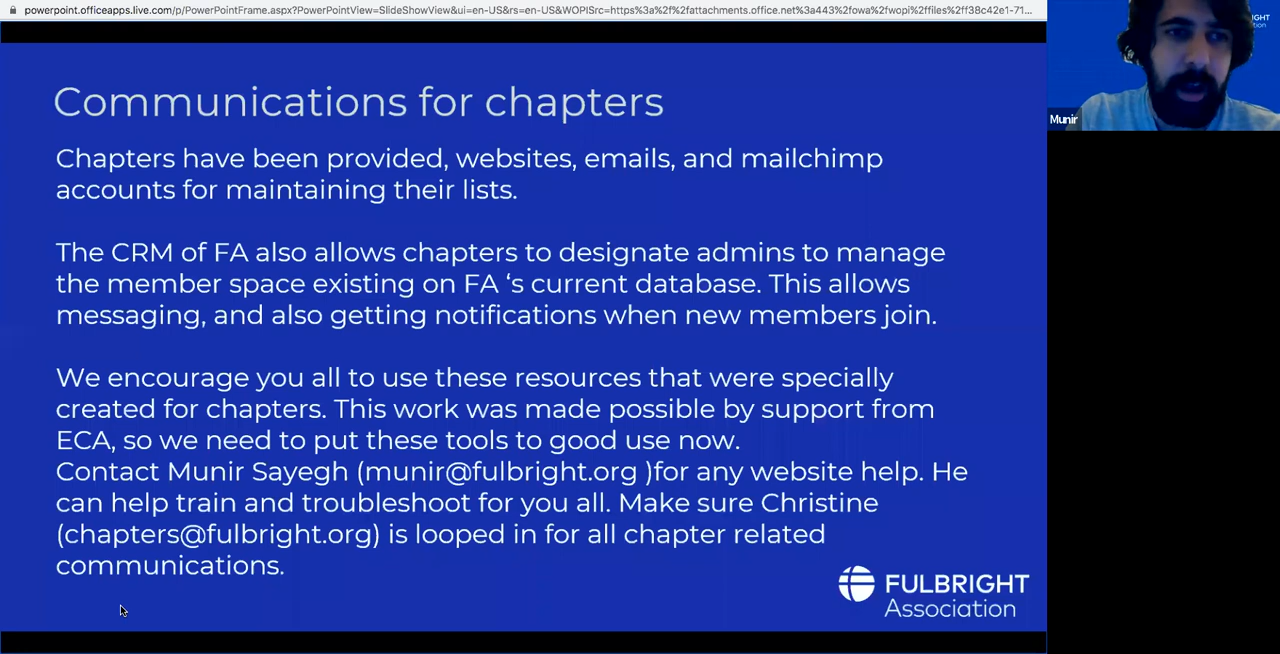 powerpoint.officeapps.live.com/p/PowerPointFrame.aspx?PowerPointView=SlideShowView&ui=en-US&rs=en-US&WOPISrc=https%3a%2f%2fattachments.office.net%3a443%2fowa%2fwopi%2ffiles%2ff38c42e1-71...
IGHT
tion
Communications for chapters
Munir
Chapters have been provided, websites, emails, and mailchimp
accounts for maintaining their lists.
The CRM of FA also allows chapters to designate admins to manage
the member space existing on FA ‘s current database. This allows
messaging, and also getting notifications when new members join.
We encourage you all to use these resources that were specially
created for chapters. This work was made possible by support from
ECA, so we need to put these tools to good use now.
Contact Munir Sayegh (munir@fulbright.org )for any website help. He
can help train and troubleshoot for you all. Make sure Christine
(chapters@fulbright.org) is looped in for all chapter related
communications.
FULBRIGHT
Association